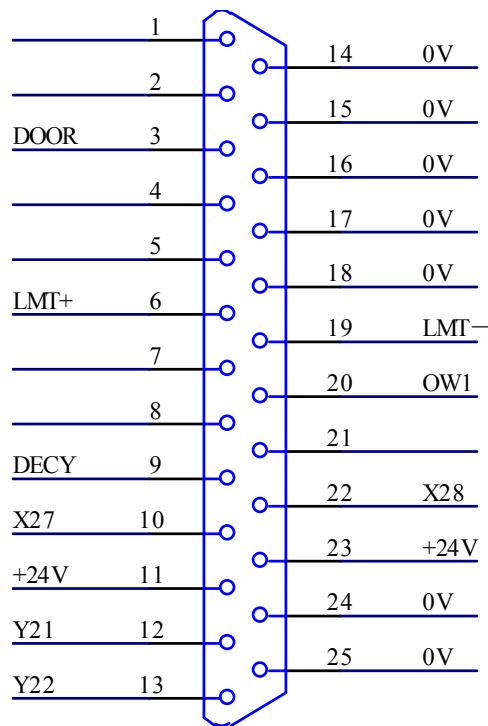 1
14 0V
2
15 0V
DOOR 3
16 0V
4
17 0V
5
18 0V
LMT+ 6
19 LMT—
7
20 OW1
8
21
DECY 9
22 X28
X27 10
23 +24V
+24V 11
24 0V
Y21 12
25 0V
Y22 13